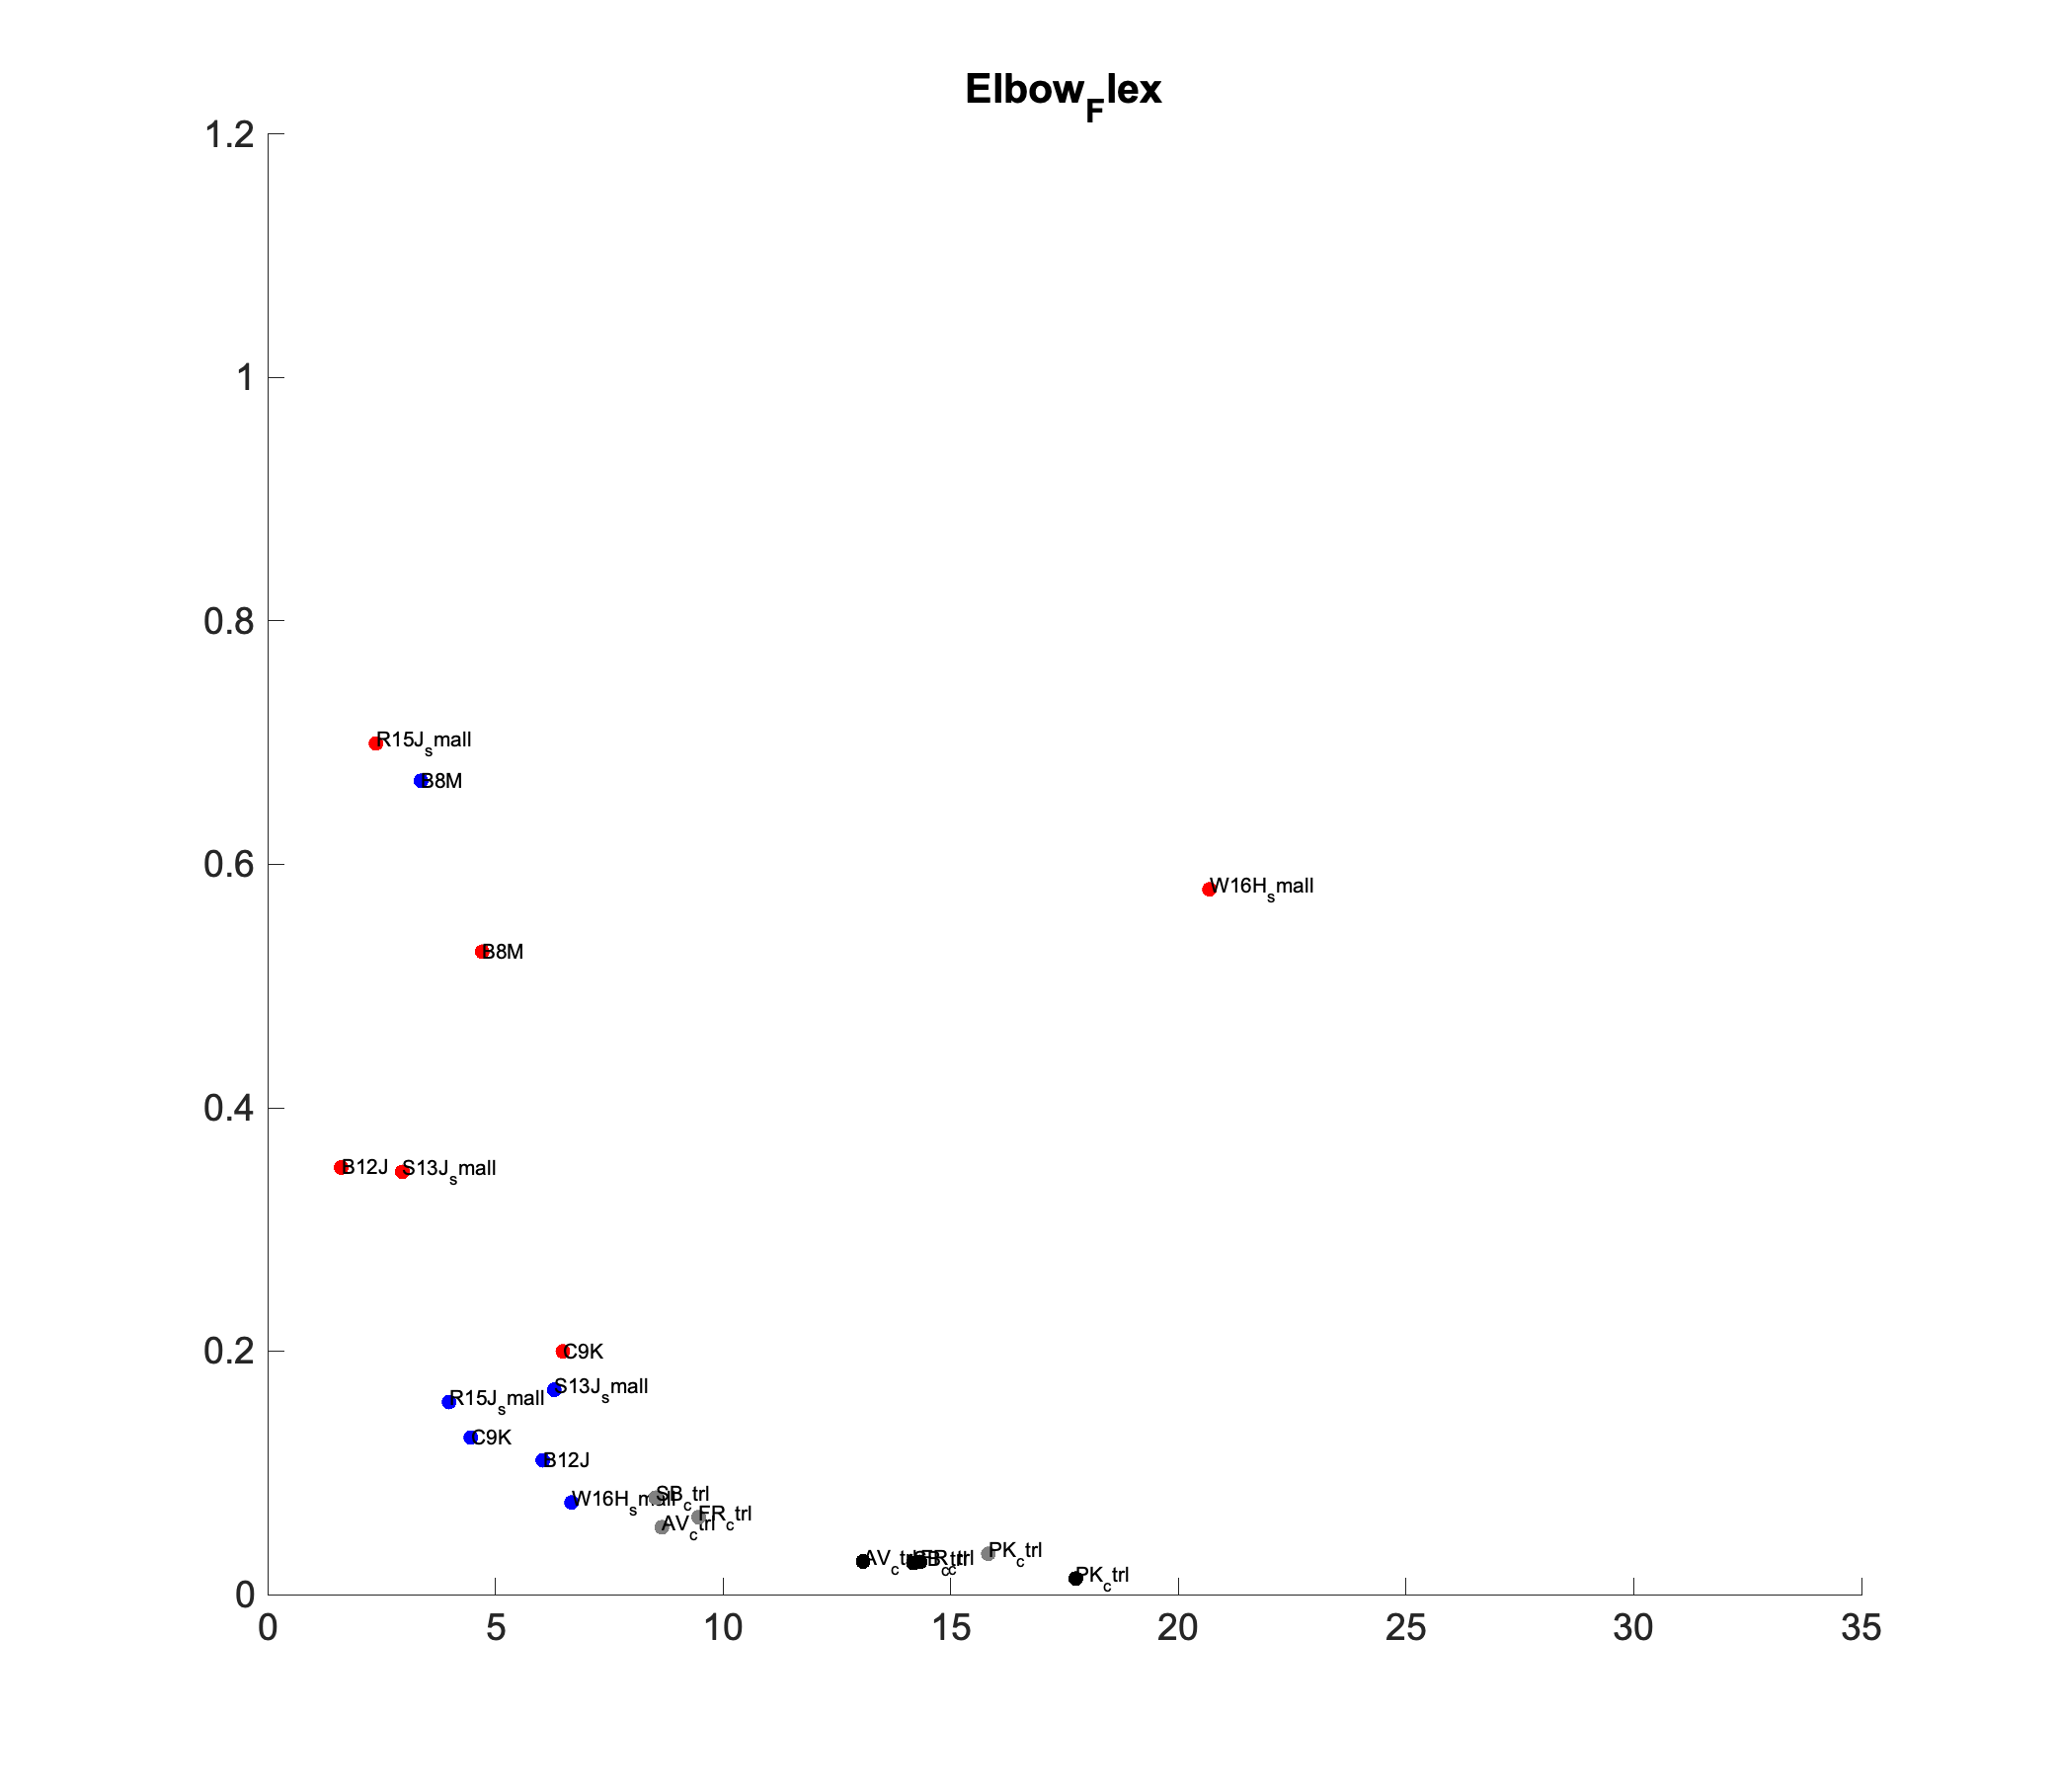 Elbow_Flex
1.2
1
0.8
0.6
0.4
0.2
0
R15J_small
B8M
W16H_small
B8M
B12J
S13J_small
C9K
S13J_small
R15J_small
C9K
B12J
W16H_small
SB_ctrl
FR_ctrl
AV_ctrl
AV_ctrl
SB_ctrl
FR_ctrl
PK_ctrl
PK_ctrl
0 5 10 15 20 25 30 35